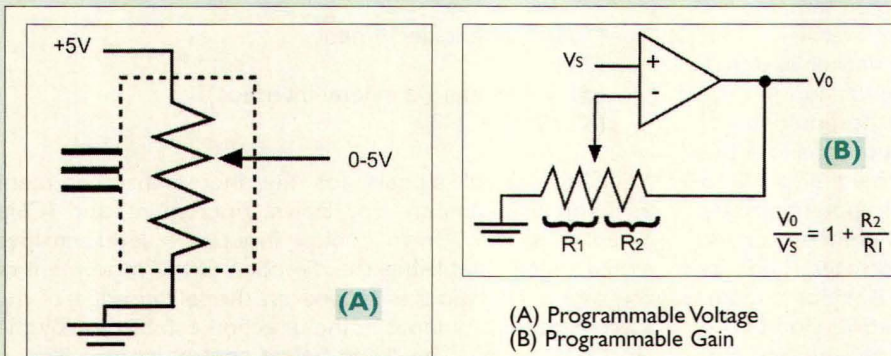 +5V
0-5V
(A)
Vs
+
-
V0
(B)
R1
R2
V0/Vs = 1 + R2/R1
(A) Programmable Voltage
(B) Programmable Gain